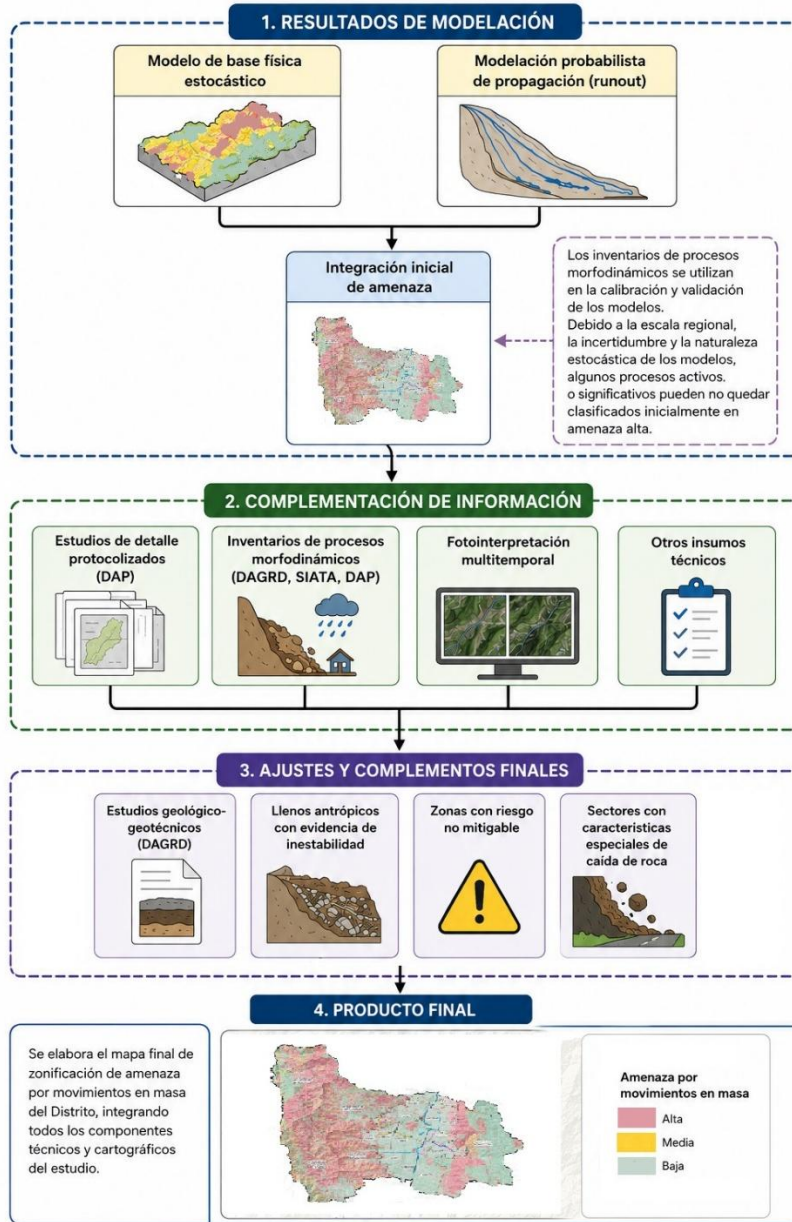 1. RESULTADOS DE MODELACIÓN
Modelo de base física
estocástico
Modelación probabilista
de propagación (runout)
Integración inicial
de amenaza
Los inventarios de procesos
morfodinámicos se utilizan
en la calibración y validación
de los modelos.
Debido a la escala regional,
la incertidumbre y la naturaleza
estocástica de los modelos,
algunos procesos activos.
o significativos pueden no quedar
clasificados inicialmente en
amenaza alta.
2. COMPLEMENTACIÓN DE INFORMACIÓN
Estudios de detalle
protocolizados
(DAP)
Inventarios de procesos
morfodinámicos
(DAGRD, SIATA, DAP)
Fotointerpretación
multitemporal
Otros insumos
técnicos
3. AJUSTES Y COMPLEMENTOS FINALES
Estudios geológico-
geotécnicos
(DAGRD)
Llenos antrópicos
con evidencia de
inestabilidad
Zonas con riesgo
no mitigable
Sectores con
caracteristicas
especiales de
caída de roca
4. PRODUCTO FINAL
Se elabora el mapa final de
zonificación de amenaza
por movimientos en masa
del Distrito, integrando
todos los componentes
técnicos y cartográficos
del estudio.
Amenaza por
movimientos en masa
Alta
Media
Baja